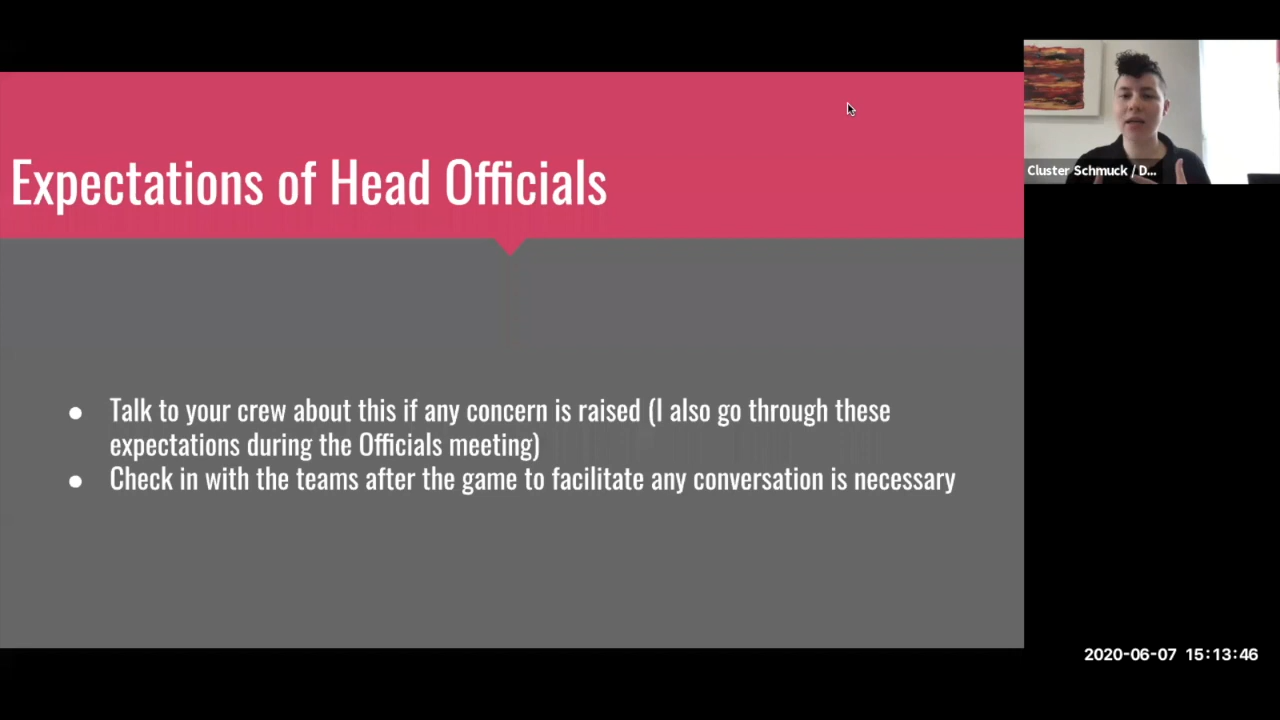 Expectations of Head Officials
● Talk to your crew about this if any concern is raised (I also go through these
expectations during the Officials meeting)
● Check in with the teams after the game to facilitate any conversation is necessary
Cluster Schmuck / D...
2020-06-07 15:13:46